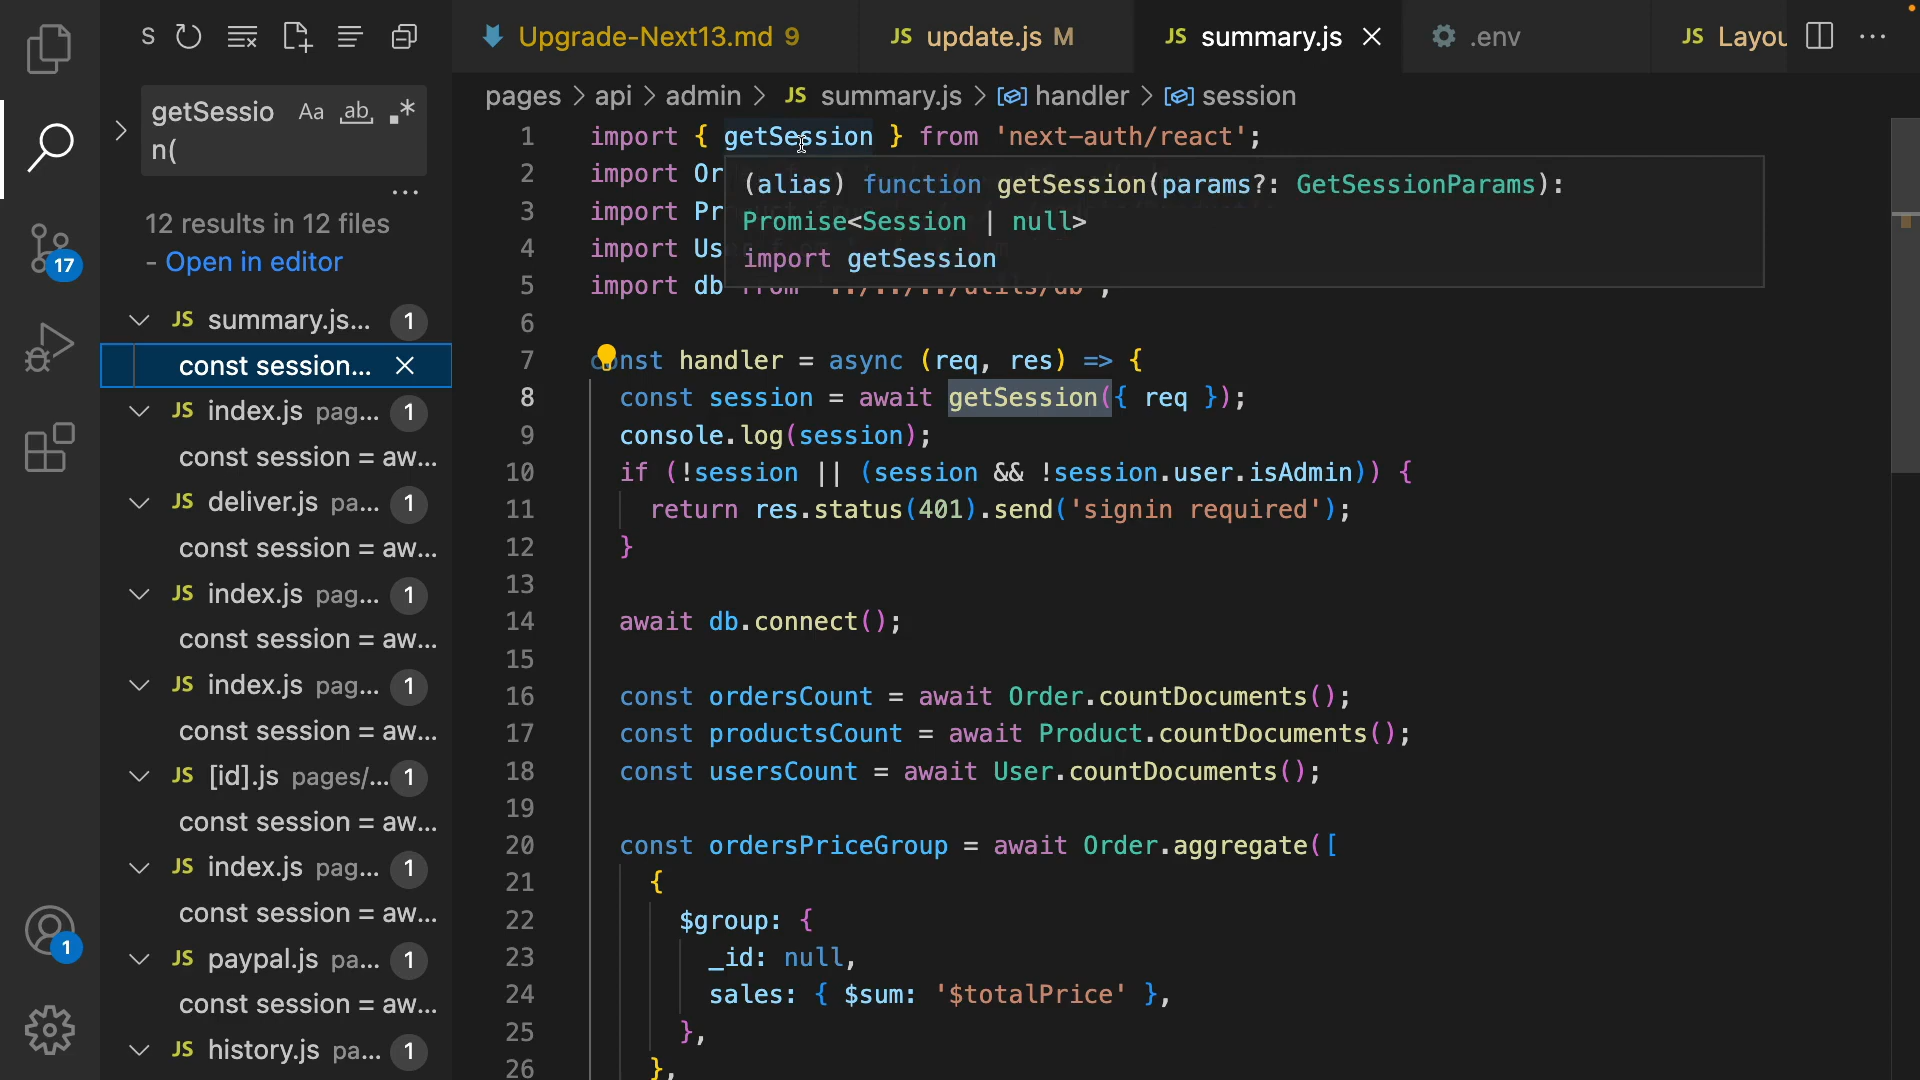 S
getSessio
n(
Aa ab .*
...
12 results in 12 files
- Open in editor
JS summary.js... 1
const session...
JS index.js pag... 1
const session = aw...
JS deliver.js pa... 1
const session = aw...
JS index.js pag... 1
const session = aw...
JS index.js pag... 1
const session = aw...
JS [id].js pages/... 1
const session = aw...
JS index.js pag... 1
const session = aw...
JS paypal.js pa... 1
const session = aw...
JS history.js pa... 1
17
1
Upgrade-Next13.md 9
JS update.js M
JS summary.js
.env
JS Layou
pages > api > admin > JS summary.js > handler > session
1 import { getSession } from 'next-auth/react';
2 import Or
3 import Pr
4 import Us
5 import db from '../../../utils/db';
(alias) function getSession(params?: GetSessionParams):
Promise<Session | null>
import getSession
6
7 const handler = async (req, res) => {
8 const session = await getSession({ req });
9 console.log(session);
10 if (!session || (session && !session.user.isAdmin)) {
11 return res.status(401).send('signin required');
12 }
13
14 await db.connect();
15
16 const ordersCount = await Order.countDocuments();
17 const productsCount = await Product.countDocuments();
18 const usersCount = await User.countDocuments();
19
20 const ordersPriceGroup = await Order.aggregate([
21 {
22 $group: {
23 _id: null,
24 sales: { $sum: '$totalPrice' },
25 },
26 },